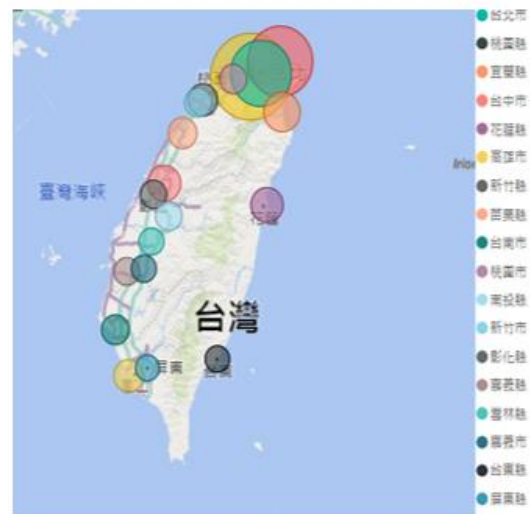 臺灣海峽
台灣
屏東
台北市
桃園縣
宜蘭縣
台中市
花蓮縣
高雄市
新竹縣
苗栗縣
台南市
桃園市
南投縣
新竹市
彰化縣
嘉義縣
雲林縣
嘉義市
台東縣
屏東縣